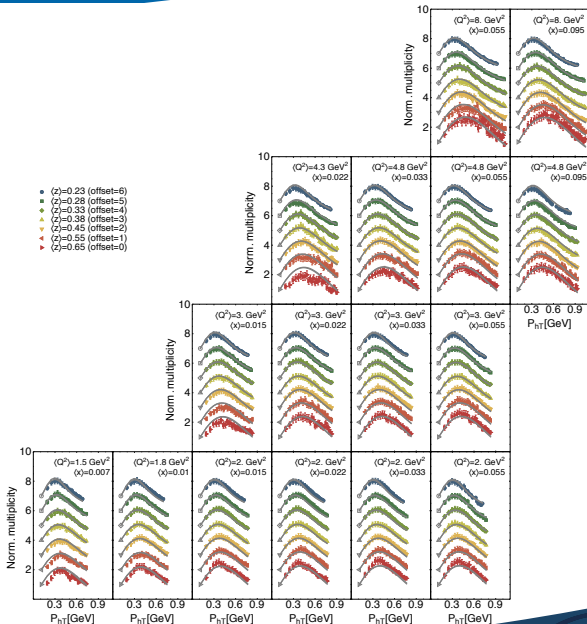 10
8
6
4
2
Norm. multiplicity
⟨Q²⟩=8. GeV²
⟨x⟩=0.055
⟨Q²⟩=8. GeV²
⟨x⟩=0.095
⟨z⟩=0.23 (offset=6)
⟨z⟩=0.28 (offset=5)
⟨z⟩=0.33 (offset=4)
⟨z⟩=0.38 (offset=3)
⟨z⟩=0.45 (offset=2)
⟨z⟩=0.55 (offset=1)
⟨z⟩=0.65 (offset=0)
10
8
6
4
2
Norm. multiplicity
⟨Q²⟩=4.3 GeV²
⟨x⟩=0.022
⟨Q²⟩=4.8 GeV²
⟨x⟩=0.033
⟨Q²⟩=4.8 GeV²
⟨x⟩=0.055
⟨Q²⟩=4.8 GeV²
⟨x⟩=0.095
0.3 0.6 0.9
PhT[GeV]
10
8
6
4
2
Norm. multiplicity
⟨Q²⟩=3. GeV²
⟨x⟩=0.015
⟨Q²⟩=3. GeV²
⟨x⟩=0.022
⟨Q²⟩=3. GeV²
⟨x⟩=0.033
⟨Q²⟩=3. GeV²
⟨x⟩=0.055
10
8
6
4
2
Norm. multiplicity
⟨Q²⟩=1.5 GeV²
⟨x⟩=0.007
⟨Q²⟩=1.8 GeV²
⟨x⟩=0.01
⟨Q²⟩=2. GeV²
⟨x⟩=0.015
⟨Q²⟩=2. GeV²
⟨x⟩=0.022
⟨Q²⟩=2. GeV²
⟨x⟩=0.033
⟨Q²⟩=2. GeV²
⟨x⟩=0.055
0.3 0.6 0.9 0.3 0.6 0.9 0.3 0.6 0.9 0.3 0.6 0.9 0.3 0.6 0.9 0.3 0.6 0.9
PhT[GeV] PhT[GeV] PhT[GeV] PhT[GeV] PhT[GeV] PhT[GeV]